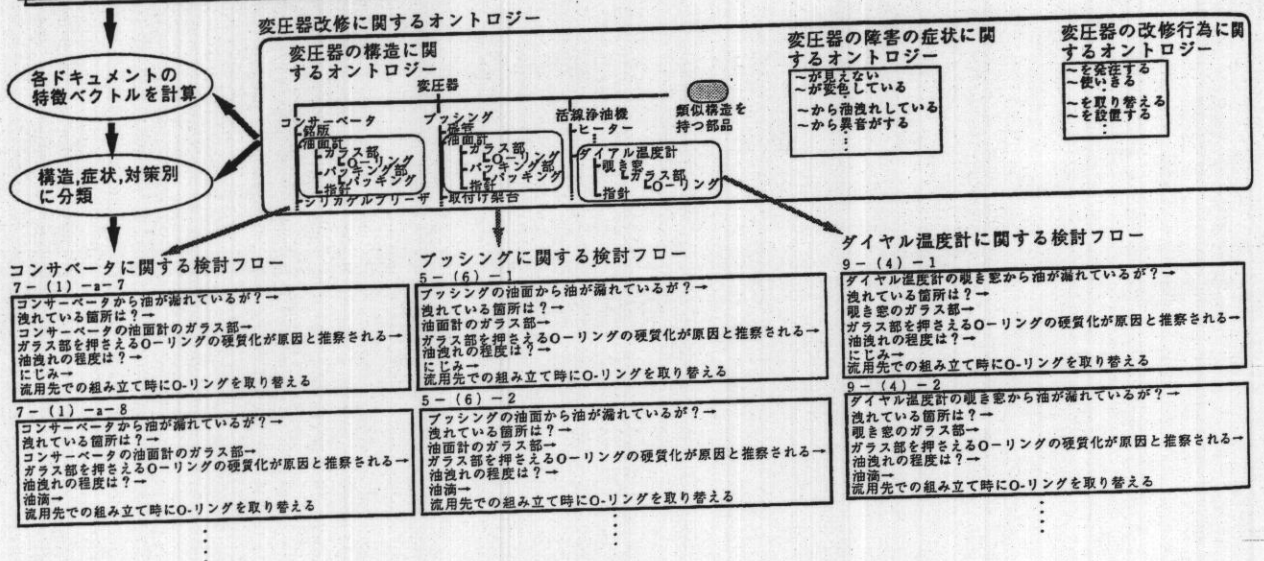 変圧器改修に関するオントロジー
各ドキュメントの
特徴ベクトルを計算
構造,症状,対策別
に分類
変圧器の構造に関
するオントロジー
変圧器
コンサーベータ
銘版
油面計
ガラス部
O-リング
パッキング部
パッキング
指針
シリカゲルブリーザ
ブッシング
油面計
ガラス部
O-リング
パッキング部
パッキング
指針
取付け架台
活線浄油機
ヒーター
ダイアル温度計
覗き窓
ガラス部
O-リング
指針
類似構造を
持つ部品
変圧器の障害の症状に関
するオントロジー
～が見えない
～が変色している
～から油洩れしている
～から異音がする
変圧器の改修行為に関
するオントロジー
～を発注する
～使いきる
～を取り替える
～を設置する
コンサベータに関する検討フロー
7-(1)-a-7
コンサーベータから油が漏れているが?→
洩れている箇所は?→
コンサーベータの油面計のガラス部→
ガラス部を押さえるO-リングの硬質化が原因と推察される→
油洩れの程度は?→
にじみ→
流用先での組み立て時にO-リングを取り替える
7-(1)-a-8
コンサーベータから油が漏れているが?→
洩れている箇所は?→
コンサーベータの油面計のガラス部→
ガラス部を押さえるO-リングの硬質化が原因と推察される→
油洩れの程度は?→
油滴→
流用先での組み立て時にO-リングを取り替える
ブッシングに関する検討フロー
5-(6)-1
ブッシングの油面から油が漏れているが?→
洩れている箇所は?→
油面計のガラス部→
ガラス部を押さえるO-リングの硬質化が原因と推察される→
油洩れの程度は?→
にじみ→
流用先での組み立て時にO-リングを取り替える
5-(6)-2
ブッシングの油面から油が漏れているが?→
洩れている箇所は?→
油面計のガラス部→
ガラス部を押さえるO-リングの硬質化が原因と推察される→
油洩れの程度は?→
油滴→
流用先での組み立て時にO-リングを取り替える
ダイヤル温度計に関する検討フロー
9-(4)-1
ダイヤル温度計の覗き窓から油が漏れているが?→
洩れている箇所は?→
覗き窓のガラス部→
ガラス部を押さえるO-リングの硬質化が原因と推察される→
油洩れの程度は?→
にじみ→
流用先での組み立て時にO-リングを取り替える
9-(4)-2
ダイヤル温度計の覗き窓から油が漏れているが?→
洩れている箇所は?→
覗き窓のガラス部→
ガラス部を押さえるO-リングの硬質化が原因と推察される→
油洩れの程度は?→
油滴→
流用先での組み立て時にO-リングを取り替える